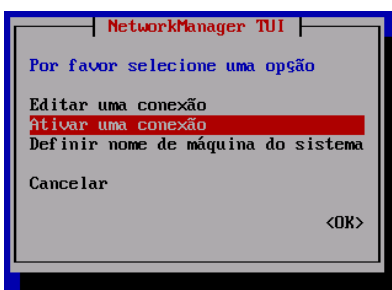 NetworkManager TUI
Por favor selecione uma opção
Editar uma conexão
Ativar uma conexão
Definir nome de máquina do sistema
Cancelar
<OK>